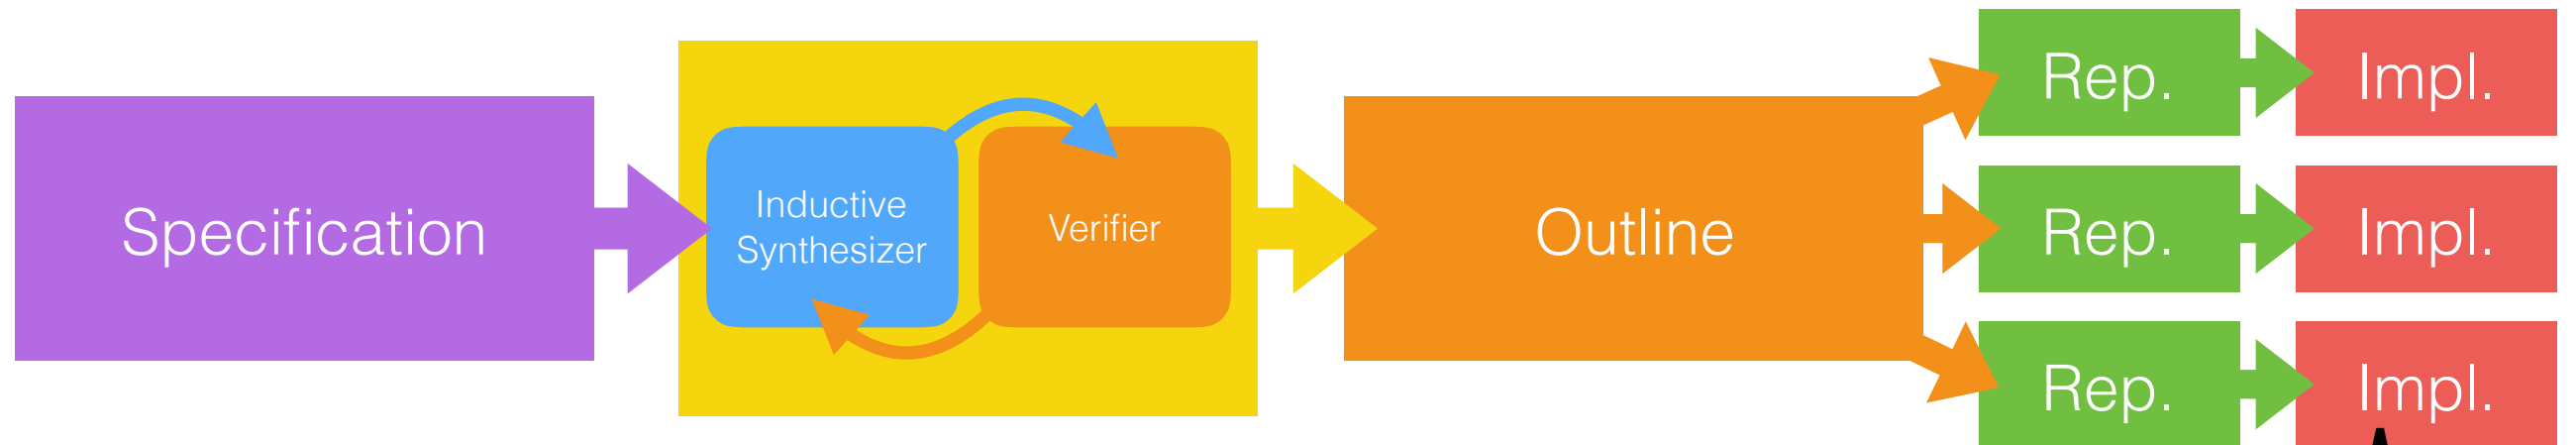 Specification
Inductive
Synthesizer
Verifier
Outline
Rep.
Impl.
Rep.
Impl.
Rep.
Impl.